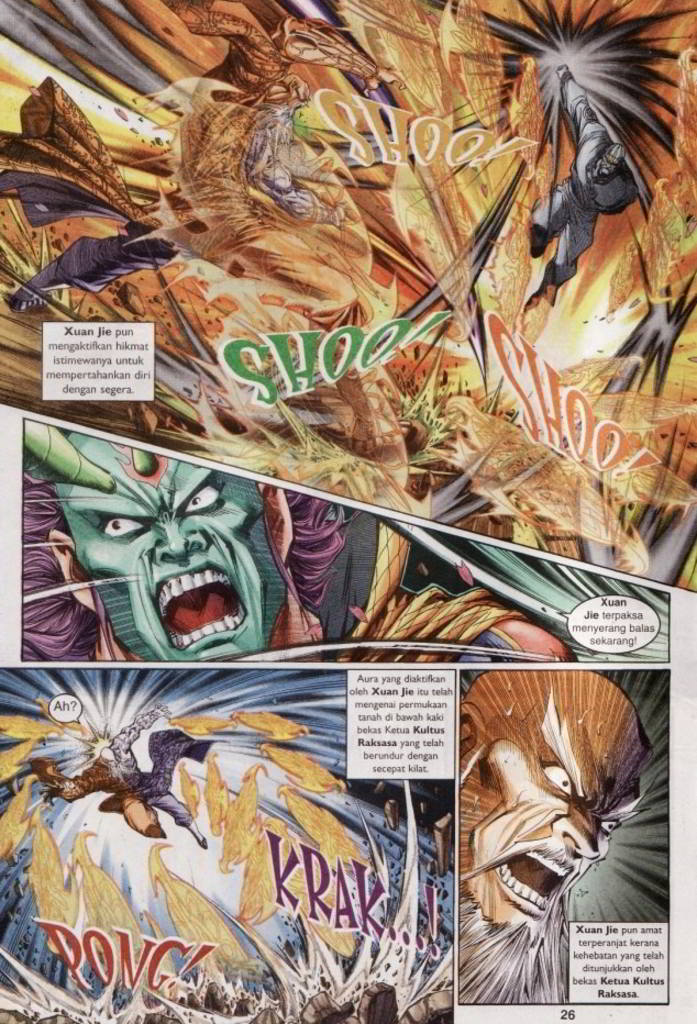 SHOO!
Xuan Jie pun
mengaktifkan hikmat
istimewanya untuk
mempertahankan diri
dengan segera.
SHOO!
SHOO!
Xuan
Jie terpaksa
menyerang balas
sekarang!
Ah?
Aura yang diaktifkan
oleh Xuan Jie itu telah
mengenai permukaan
tanah di bawah kaki
bekas Ketua Kultus
Raksasa yang telah
berundur dengan
secepat kilat.
KRAK....!
PONG!
Xuan Jie pun amat
terperanjat kerana
kehebatan yang telah
ditunjukkan oleh
bekas Ketua Kultus
Raksasa.
26